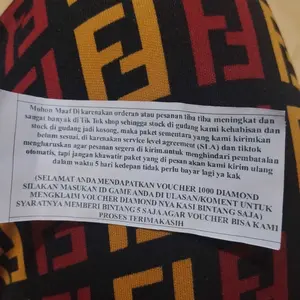 Mohon Maaf Di karenakan orderan atau pesanan tiba tiba meningkat dan
sangat banyak di Tik Tok shop sehingga stock di gudang kami kehabisan dan
stock di gudang jadi kosong, maka paket sementara yang kami kirimkan
belum sesuai, di karenakan service level agreement (SLA) dan tiktok
mengharuskan agar pesanan segera di kirim untuk menghindari pembatalan
otomatis, tapi jangan khawatir paket yang di pesan akan kami kirim ulang
dalam waktu 5 hari kedepan tidak perlu bayar lagi ya kak
(SELAMAT ANDA MENDAPATKAN VOUCHER 1000 DIAMOND
SILAKAN MASUKAN ID GAME ANDA DI ULASAN/KOMENT UNTUK
MENGKLAIM VOUCHER DIAMOND NYA KASI BINTANG SAJA)
SYARATNYA MEMBERI BINTANG 5 SAJA AGAR VOUCHER BISA KAMI
PROSES TERIMAKASIH